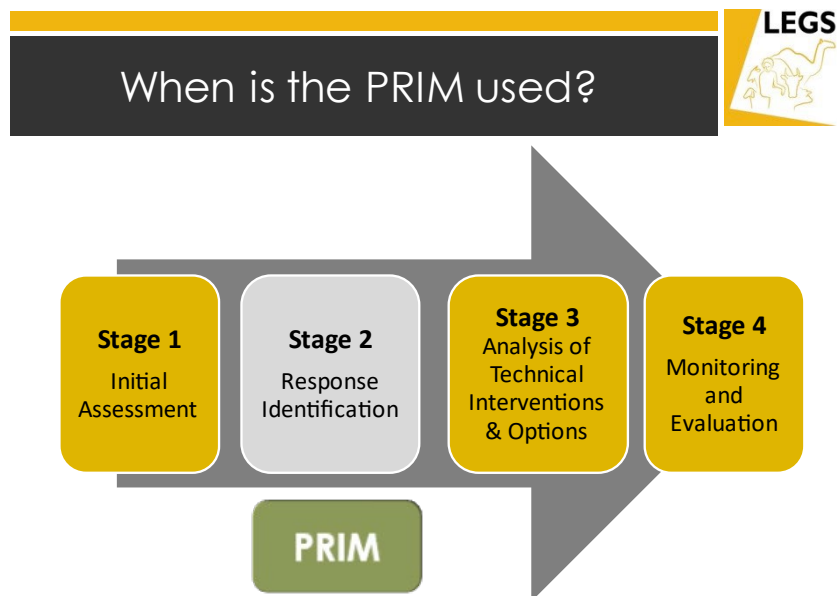 LEGS
When is the PRIM used?
Stage 1
Initial
Assessment
Stage 2
Response
Identification
Stage 3
Analysis of
Technical
Interventions
& Options
Stage 4
Monitoring
and
Evaluation
PRIM